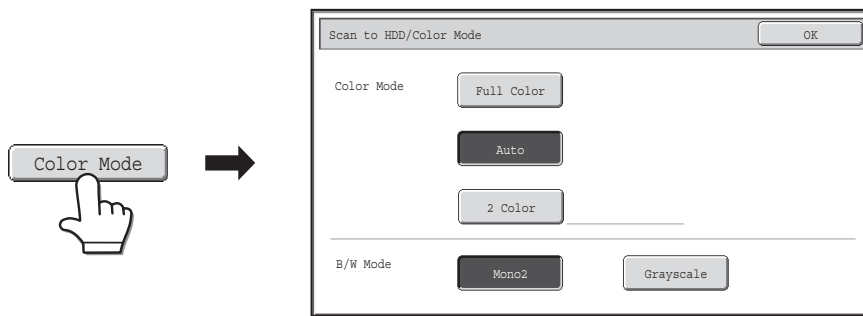 Scan to HDD/Color Mode OK
Color Mode Full Color
Color Mode
Auto
2 Color
B/W Mode Mono2 Grayscale